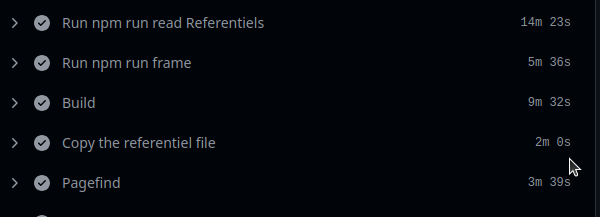 Run npm run read Referentiels 14m 23s
Run npm run frame 5m 36s
Build 9m 32s
Copy the referentiel file 2m 0s
Pagefind 3m 39s